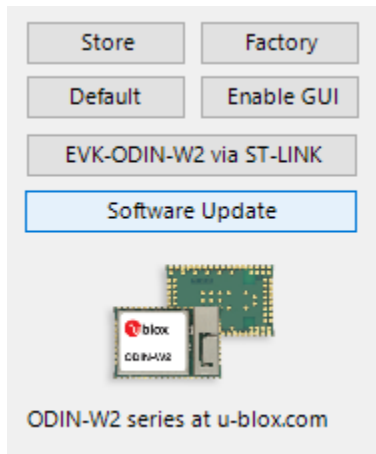 Store
Factory
Default
Enable GUI
EVK-ODIN-W2 via ST-LINK
Software Update
ublox
ODIN-W2
ODIN-W2 series at u-blox.com